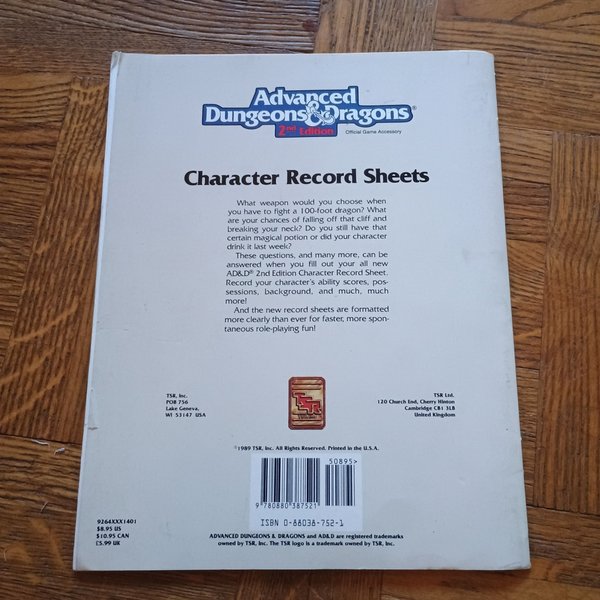 Advanced
Dungeons & Dragons®
2nd Edition
Official Game Accessory
Character Record Sheets
What weapon would you choose when
you have to fight a 100-foot dragon? What
are your chances of falling off that cliff and
breaking your neck? Do you still have that
certain magical potion or did your character
drink it last week?
These questions, and many more, can be
answered when you fill out your all new
AD&D® 2nd Edition Character Record Sheet.
Record your character's ability scores, pos-
sessions, background, and much, much
more!
And the new record sheets are formatted
more clearly than ever for faster, more spon-
taneous role-playing fun!
TSR, Inc.
POB 756
Lake Geneva,
WI 53147 USA
TSR
TSR Ltd.
120 Church End, Cherry Hinton
Cambridge CB1 3LB
United Kingdom
©1989 TSR, Inc. All Rights Reserved. Printed in the U.S.A.
50895>
9 780880 387521
ISBN 0-88038-752-1
9264XXX1401
$8.95 US
$10.95 CAN
£5.99 UK
ADVANCED DUNGEONS & DRAGONS and AD&D are registered trademarks
owned by TSR, Inc. The TSR logo is a trademark owned by TSR, Inc.